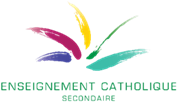 ENSEIGNEMENT CATHOLIQUE
SECONDAIRE